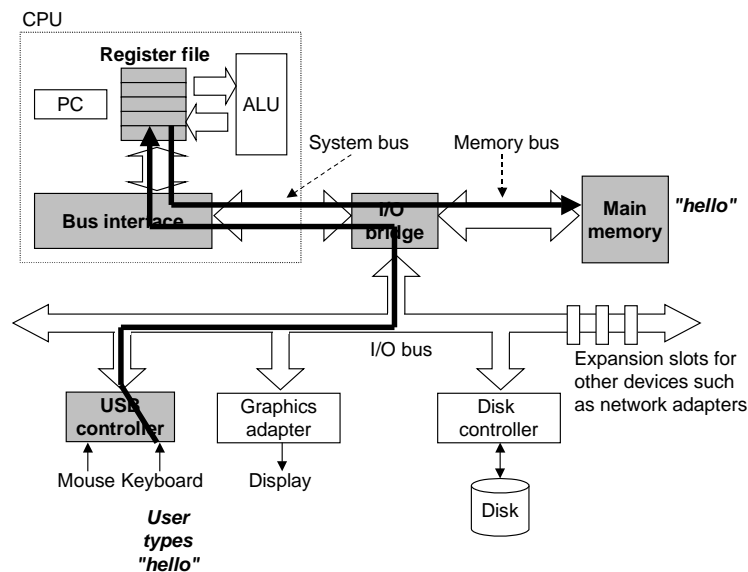 CPU
Register file
PC
ALU
System bus
Memory bus
Bus interface
I/O
bridge
Main
memory
"hello"
I/O bus
Expansion slots for
other devices such
as network adapters
USB
controller
Graphics
adapter
Disk
controller
Mouse Keyboard
Display
Disk
User
types
"hello"